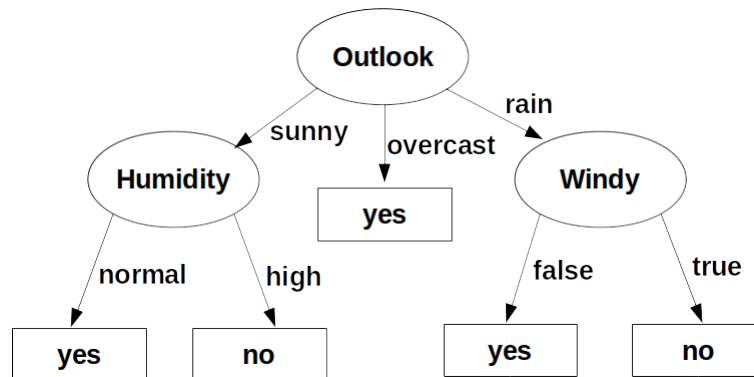 Outlook
rain
sunny
overcast
Humidity
Windy
yes
normal
high
false
true
yes
no
yes
no